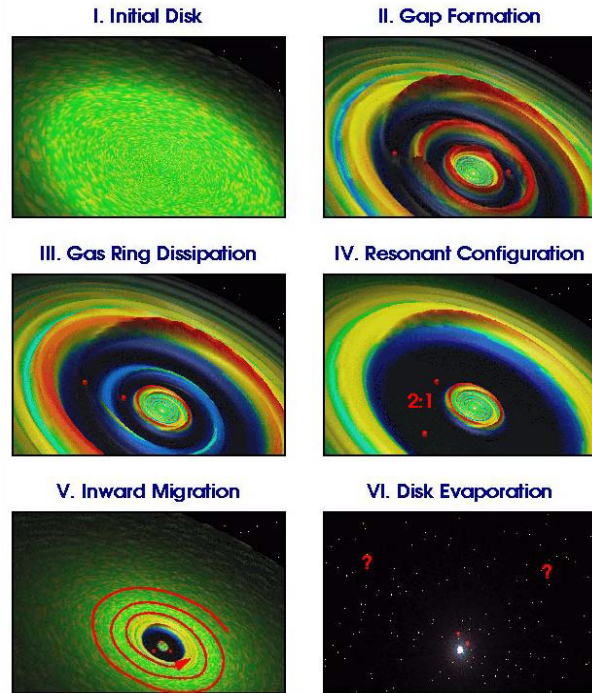 I. Initial Disk
II. Gap Formation
III. Gas Ring Dissipation
IV. Resonant Configuration
2:1
V. Inward Migration
VI. Disk Evaporation
?
?